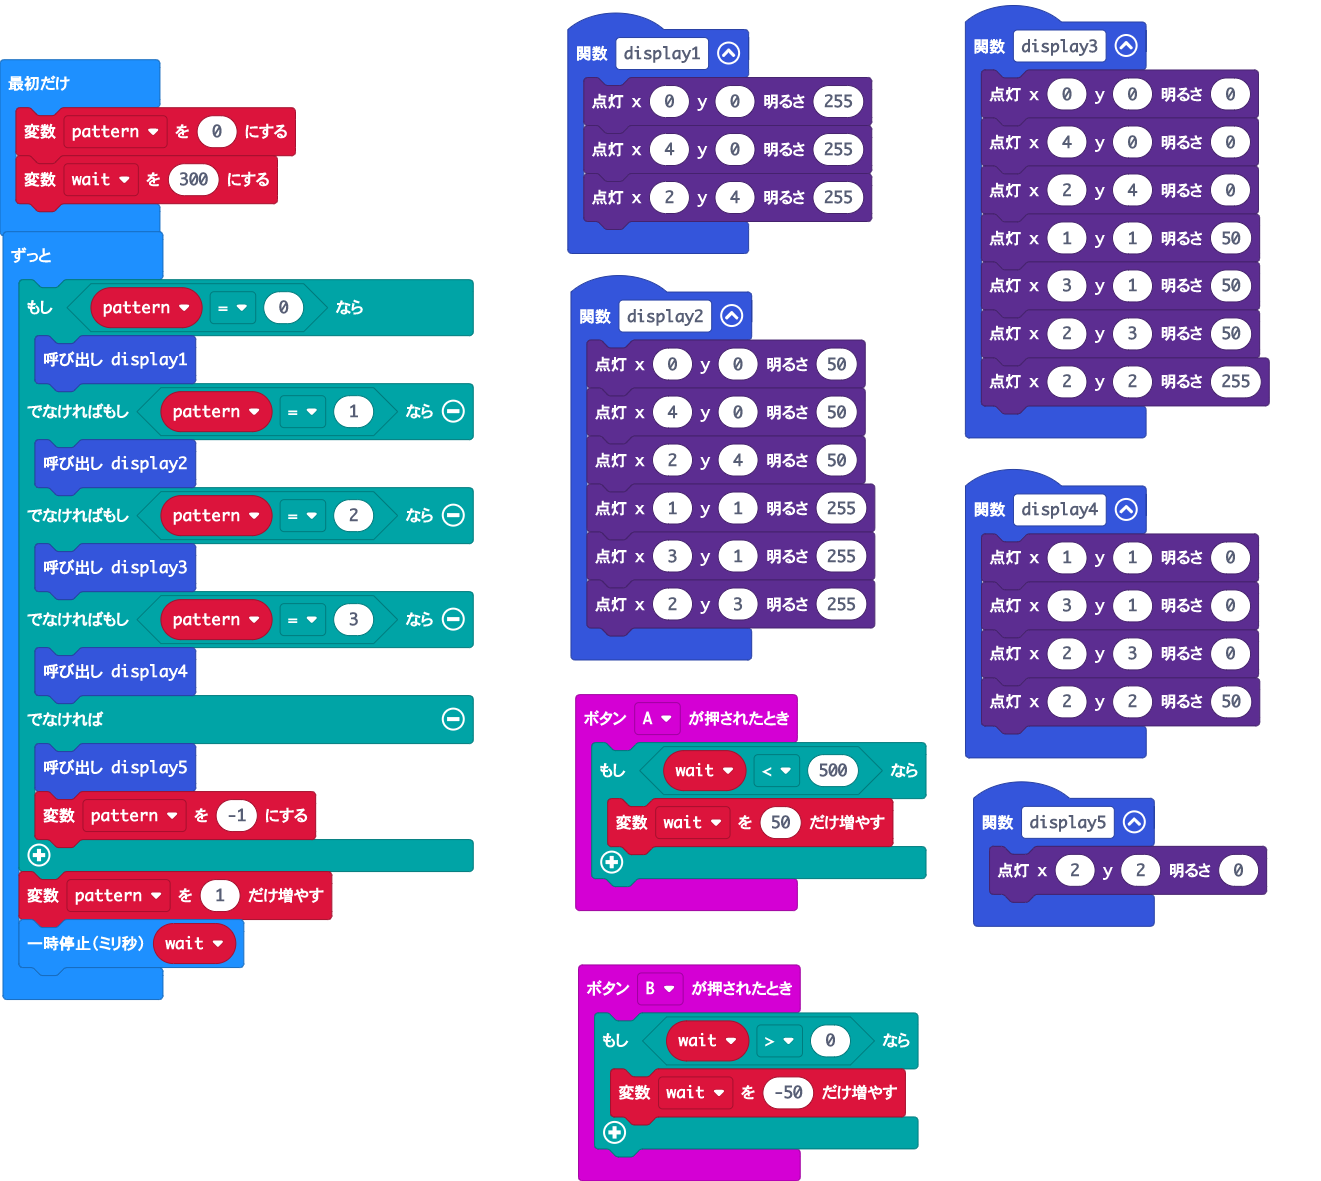 最初だけ
変数 pattern を 0 にする
変数 wait を 300 にする
ずっと
もし pattern = 0 なら
呼び出し display1
でなければもし pattern = 1 なら
呼び出し display2
でなければもし pattern = 2 なら
呼び出し display3
でなければもし pattern = 3 なら
呼び出し display4
でなければ
呼び出し display5
変数 pattern を -1 にする
変数 pattern を 1 だけ増やす
一時停止(ミリ秒) wait
関数 display1
点灯 x 0 y 0 明るさ 255
点灯 x 4 y 0 明るさ 255
点灯 x 2 y 4 明るさ 255
関数 display2
点灯 x 0 y 0 明るさ 50
点灯 x 4 y 0 明るさ 50
点灯 x 2 y 4 明るさ 50
点灯 x 1 y 1 明るさ 255
点灯 x 3 y 1 明るさ 255
点灯 x 2 y 3 明るさ 255
ボタン A が押されたとき
もし wait < 500 なら
変数 wait を 50 だけ増やす
ボタン B が押されたとき
もし wait > 0 なら
変数 wait を -50 だけ増やす
関数 display3
点灯 x 0 y 0 明るさ 0
点灯 x 4 y 0 明るさ 0
点灯 x 2 y 4 明るさ 0
点灯 x 1 y 1 明るさ 50
点灯 x 3 y 1 明るさ 50
点灯 x 2 y 3 明るさ 50
点灯 x 2 y 2 明るさ 255
関数 display4
点灯 x 1 y 1 明るさ 0
点灯 x 3 y 1 明るさ 0
点灯 x 2 y 3 明るさ 0
点灯 x 2 y 2 明るさ 50
関数 display5
点灯 x 2 y 2 明るさ 0